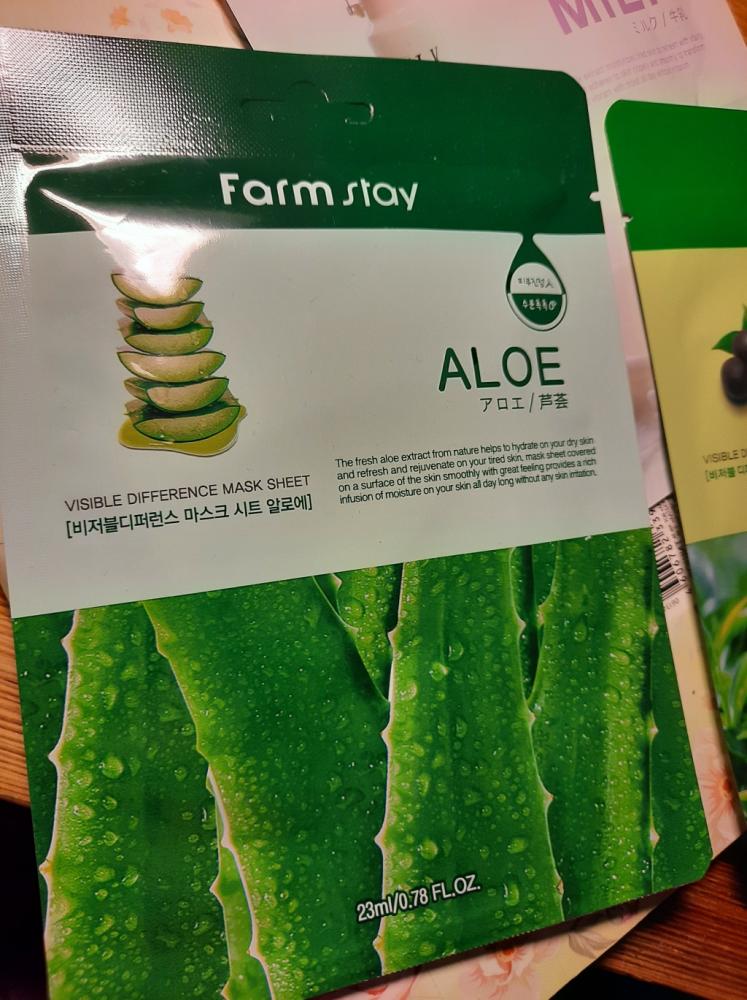 ミルク / 牛乳
Farm stay
ALOE
アロエ / 芦荟
The fresh aloe extract from nature helps to hydrate on your dry skin
and refresh and rejuvenate on your tired skin, mask sheet covered
on a surface of the skin smoothly with great feeling provides a rich
infusion of moisture on your skin all day long without any skin irritation.
VISIBLE DIFFERENCE MASK SHEET
[비저블디퍼런스 마스크 시트 알로에]
23ml/0.78 FL.OZ.
VISIBLE
[비저블